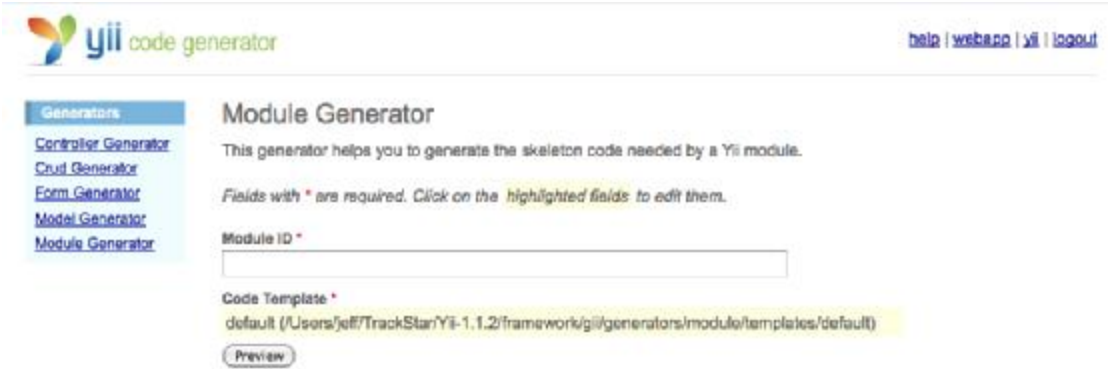 yii code generator
help | webapp | yii | logout
Generators
Controller Generator
Crud Generator
Form Generator
Model Generator
Module Generator
Module Generator
This generator helps you to generate the skeleton code needed by a Yii module.
Fields with * are required. Click on the highlighted fields to edit them.
Module ID *
Code Template *
default (/Users/jeff/TrackStar/Yii-1.1.2/framework/gii/generators/module/templates/default)
Preview